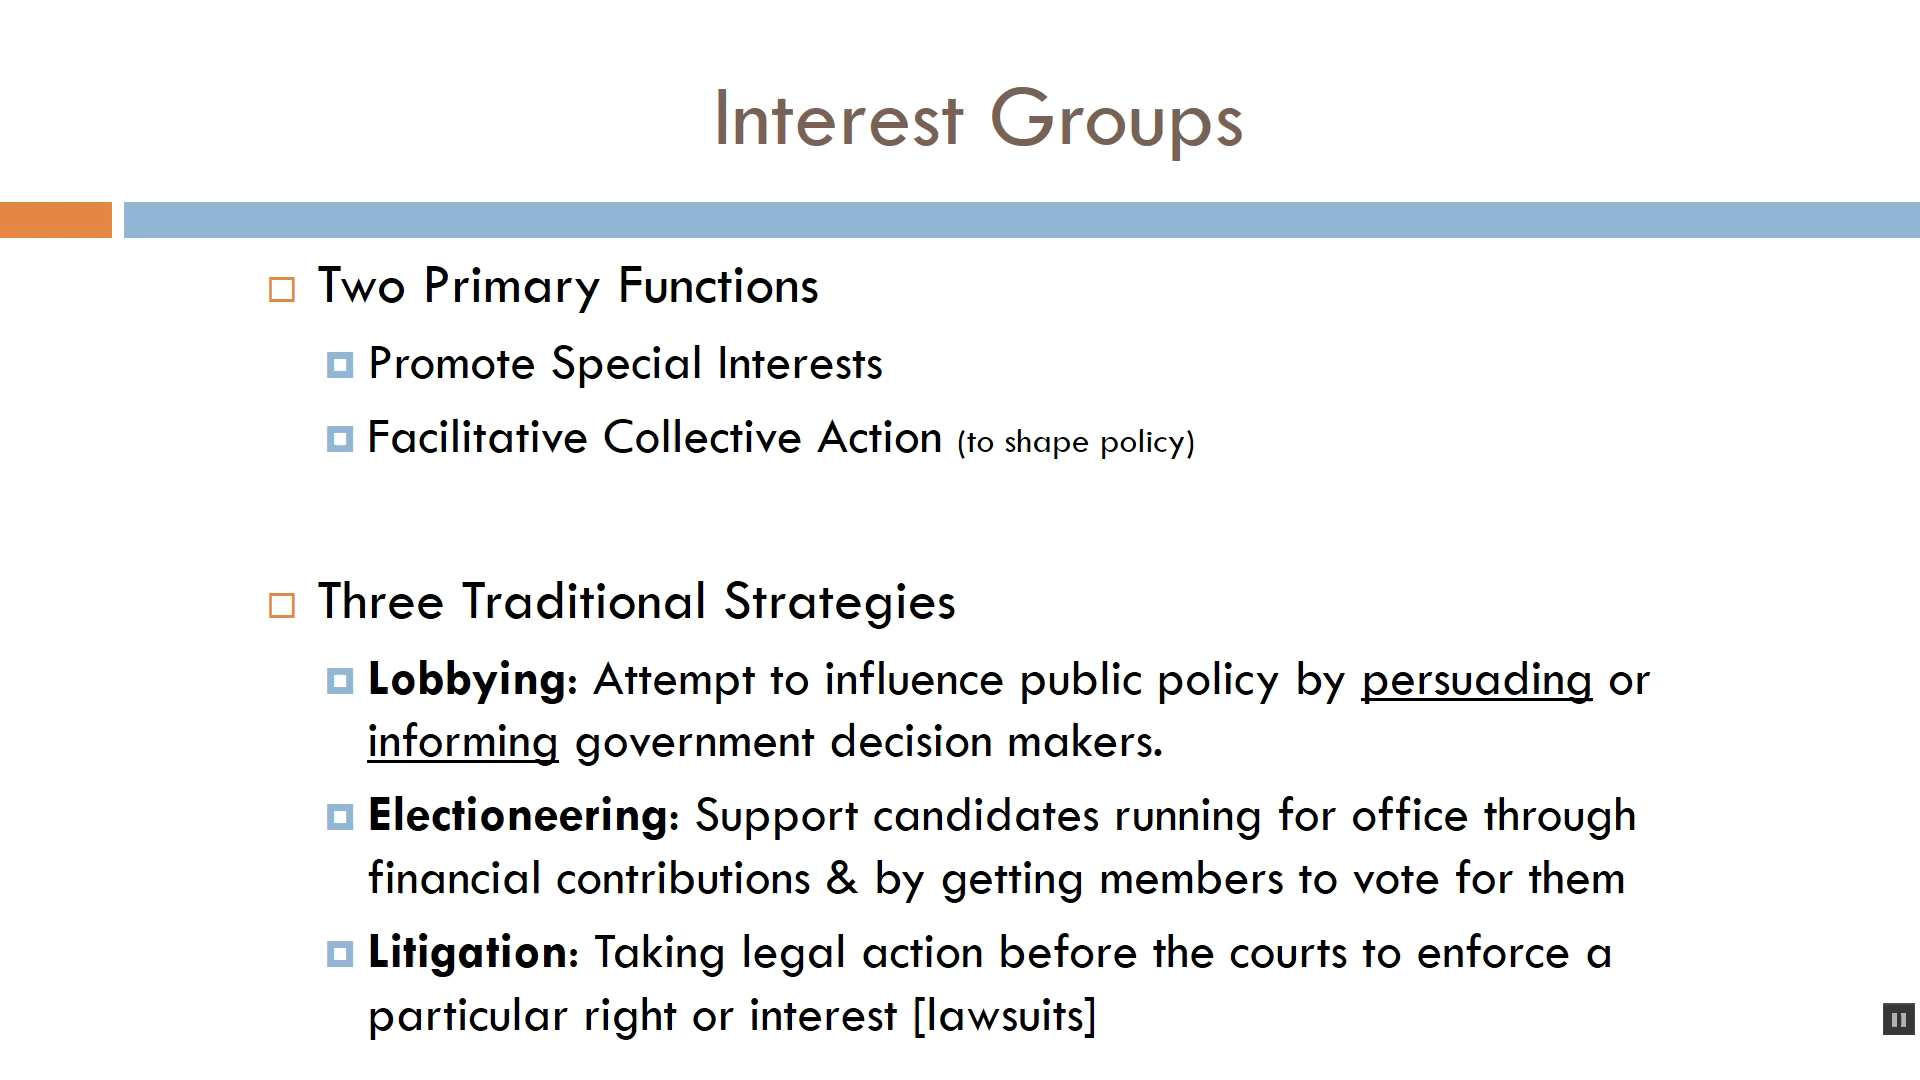 Interest Groups
Two Primary Functions
Promote Special Interests
Facilitative Collective Action (to shape policy)
Three Traditional Strategies
Lobbying: Attempt to influence public policy by persuading or
informing government decision makers.
Electioneering: Support candidates running for office through
financial contributions & by getting members to vote for them
Litigation: Taking legal action before the courts to enforce a
particular right or interest [lawsuits]